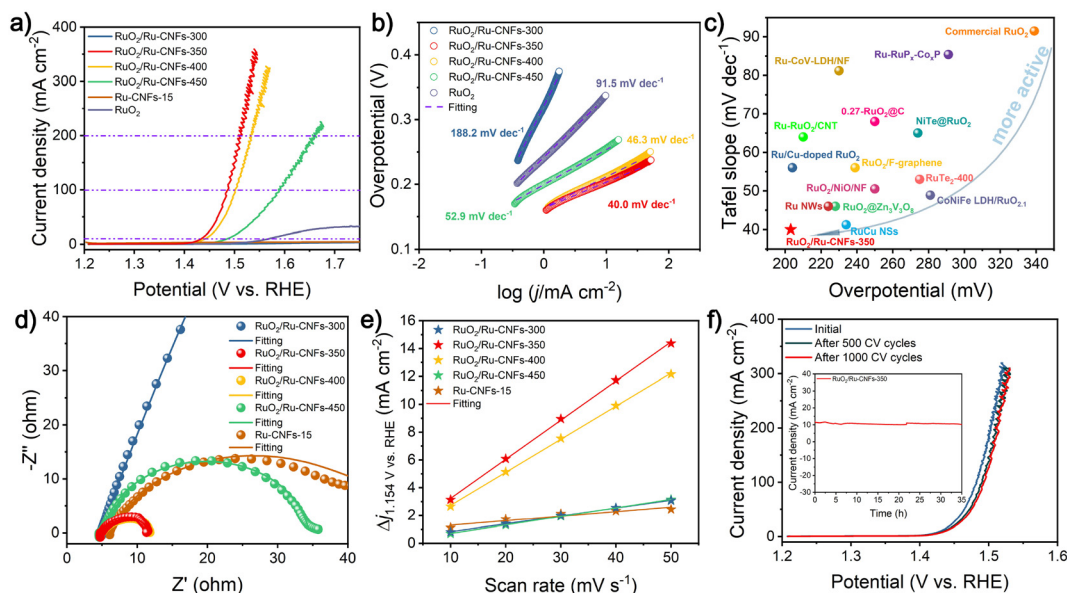 a)
RuO₂/Ru-CNFs-300
RuO₂/Ru-CNFs-350
RuO₂/Ru-CNFs-400
RuO₂/Ru-CNFs-450
Ru-CNFs-15
RuO₂
400
300
200
100
0
1.2
1.3
1.4
1.5
1.6
1.7
Current density (mA cm⁻²)
Potential (V vs. RHE)
b)
RuO₂/Ru-CNFs-300
RuO₂/Ru-CNFs-350
RuO₂/Ru-CNFs-400
RuO₂/Ru-CNFs-450
RuO₂
Fitting
91.5 mV dec⁻¹
188.2 mV dec⁻¹
46.3 mV dec⁻¹
52.9 mV dec⁻¹
40.0 mV dec⁻¹
0.4
0.3
0.2
0.1
-2
-1
0
1
2
Overpotential (V)
log (j/mA cm⁻²)
c)
Commercial RuO₂
Ru-RuPₓ-CoₓP
Ru-CoV-LDH/NF
0.27-RuO₂@C
NiTe@RuO₂
Ru-RuO₂/CNT
Ru/Cu-doped RuO₂
RuO₂/F-graphene
RuTe₂-400
RuO₂/NiO/NF
CoNiFe LDH/RuO₂.₁
Ru NWs
RuO₂@Zn₃V₃O₈
RuCu NSs
RuO₂/Ru-CNFs-350
more active
90
80
70
60
50
40
200
220
240
260
280
300
320
340
Tafel slope (mV dec⁻¹)
Overpotential (mV)
d)
RuO₂/Ru-CNFs-300
Fitting
RuO₂/Ru-CNFs-350
Fitting
RuO₂/Ru-CNFs-400
Fitting
RuO₂/Ru-CNFs-450
Fitting
Ru-CNFs-15
Fitting
40
30
20
10
0
0
10
20
30
40
-Z'' (ohm)
Z' (ohm)
e)
RuO₂/Ru-CNFs-300
RuO₂/Ru-CNFs-350
RuO₂/Ru-CNFs-400
RuO₂/Ru-CNFs-450
Ru-CNFs-15
Fitting
16
14
12
10
8
6
4
2
0
10
20
30
40
50
Δj₁.₁₅₄ V vs. RHE (mA cm⁻²)
Scan rate (mV s⁻¹)
f)
Initial
After 500 CV cycles
After 1000 CV cycles
500
400
300
200
100
0
1.2
1.3
1.4
1.5
1.6
Current density (mA cm⁻²)
Potential (V vs. RHE)
RuO₂/Ru-CNFs-350
40
30
20
10
0
-10
-20
-30
0
5
10
15
20
25
30
35
Current density (mA cm⁻²)
Time (h)